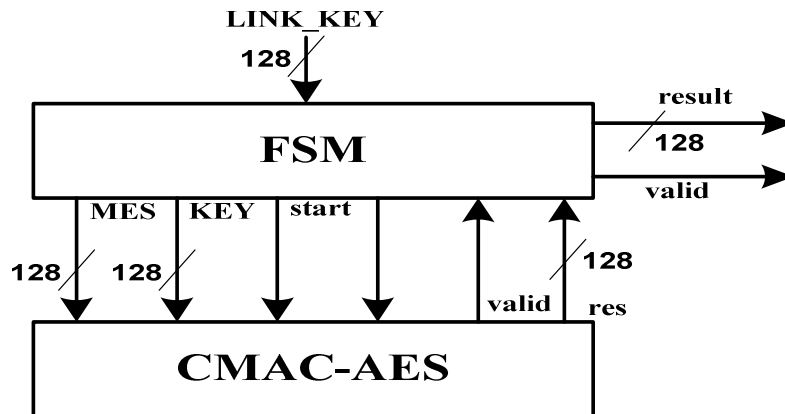 LINK_KEY
128
FSM
result
128
valid
MES KEY start
128 128 128
valid res
CMAC-AES